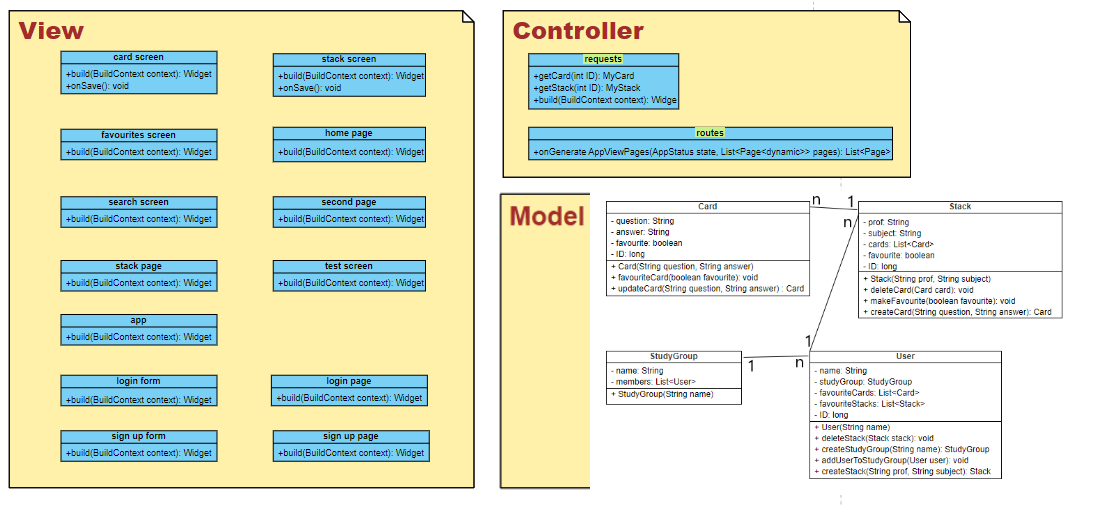 View
card screen
+build(BuildContext context): Widget
+onSave(): void
stack screen
+build(BuildContext context): Widget
+onSave(): void
favourites screen
+build(BuildContext context): Widget
home page
+build(BuildContext context): Widget
search screen
+build(BuildContext context): Widget
second page
+build(BuildContext context): Widget
stack page
+build(BuildContext context): Widget
test screen
+build(BuildContext context): Widget
app
+build(BuildContext context): Widget
login form
+build(BuildContext context): Widget
login page
+build(BuildContext context): Widget
sign up form
+build(BuildContext context): Widget
sign up page
+build(BuildContext context): Widget
Controller
requests
+getCard(int ID): MyCard
+getStack(int ID): MyStack
+build(BuildContext context): Widge
routes
+onGenerate AppViewPages(AppStatus state, List<Page<dynamic>> pages): List<Page>
Model
Card
- question: String
- answer: String
- favourite: boolean
- ID: long
+ Card(String question, String answer)
+ favouriteCard(boolean favourite): void
+ updateCard(String question, String answer) : Card
n
1
n
Stack
- prof: String
- subject: String
- cards: List<Card>
- favourite: boolean
- ID: long
+ Stack(String prof, String subject)
+ deleteCard(Card card): void
+ makeFavourite(boolean favourite): void
+ createCard(String question, String answer): Card
StudyGroup
- name: String
- members: List<User>
+ StudyGroup(String name)
1
1
n
User
- name: String
- studyGroup: StudyGroup
- favouriteCards: List<Card>
- favouriteStacks: List<Stack>
- ID: long
+ User(String name)
+ deleteStack(Stack stack): void
+ createStudyGroup(String name): StudyGroup
+ addUserToStudyGroup(User user): void
+ createStack(String prof, String subject): Stack